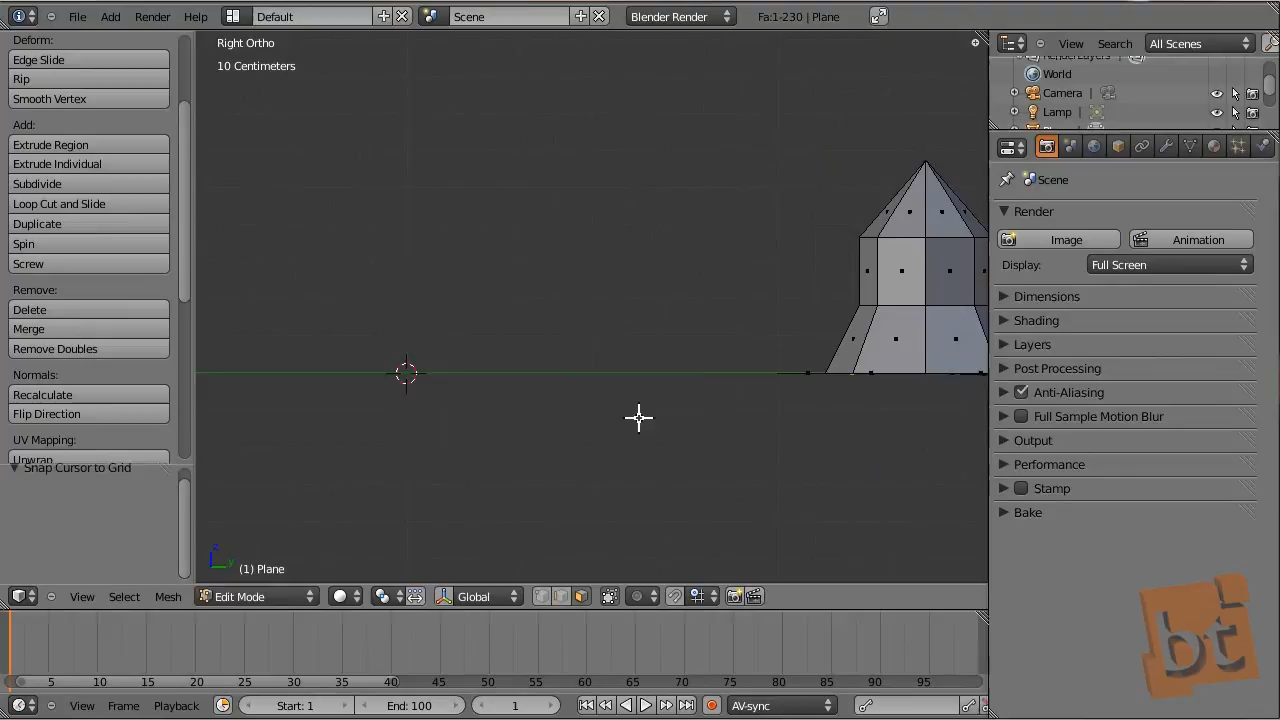 File Add Render Help Default Scene Blender Render Fa:1-230 | Plane
Deform:
Edge Slide
Rip
Smooth Vertex
Add:
Extrude Region
Extrude Individual
Subdivide
Loop Cut and Slide
Duplicate
Spin
Screw
Remove:
Delete
Merge
Remove Doubles
Normals:
Recalculate
Flip Direction
UV Mapping:
Unwrap
Snap Cursor to Grid
Right Ortho
10 Centimeters
z
y
(1) Plane
View Select Mesh Edit Mode Global
5 10 15 20 25 30 35 40 45 50 55 60 65 70 75 80 85 90 95
View Frame Playback Start: 1 End: 100 1 AV-sync
View Search All Scenes
RenderLayers |
World
Camera |
Lamp |
Scene
Render
Image Animation
Display: Full Screen
Dimensions
Shading
Layers
Post Processing
Anti-Aliasing
Full Sample Motion Blur
Output
Performance
Stamp
Bake
bt